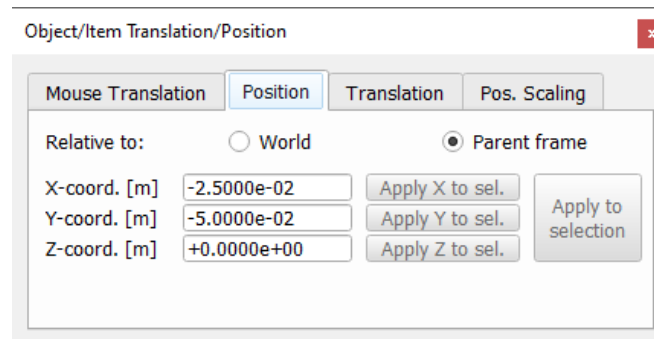 Object/Item Translation/Position
x
Mouse Translation Position Translation Pos. Scaling
Relative to: World Parent frame
X-coord. [m] -2.5000e-02 Apply X to sel.
Y-coord. [m] -5.0000e-02 Apply Y to sel.
Z-coord. [m] +0.0000e+00 Apply Z to sel.
Apply to
selection